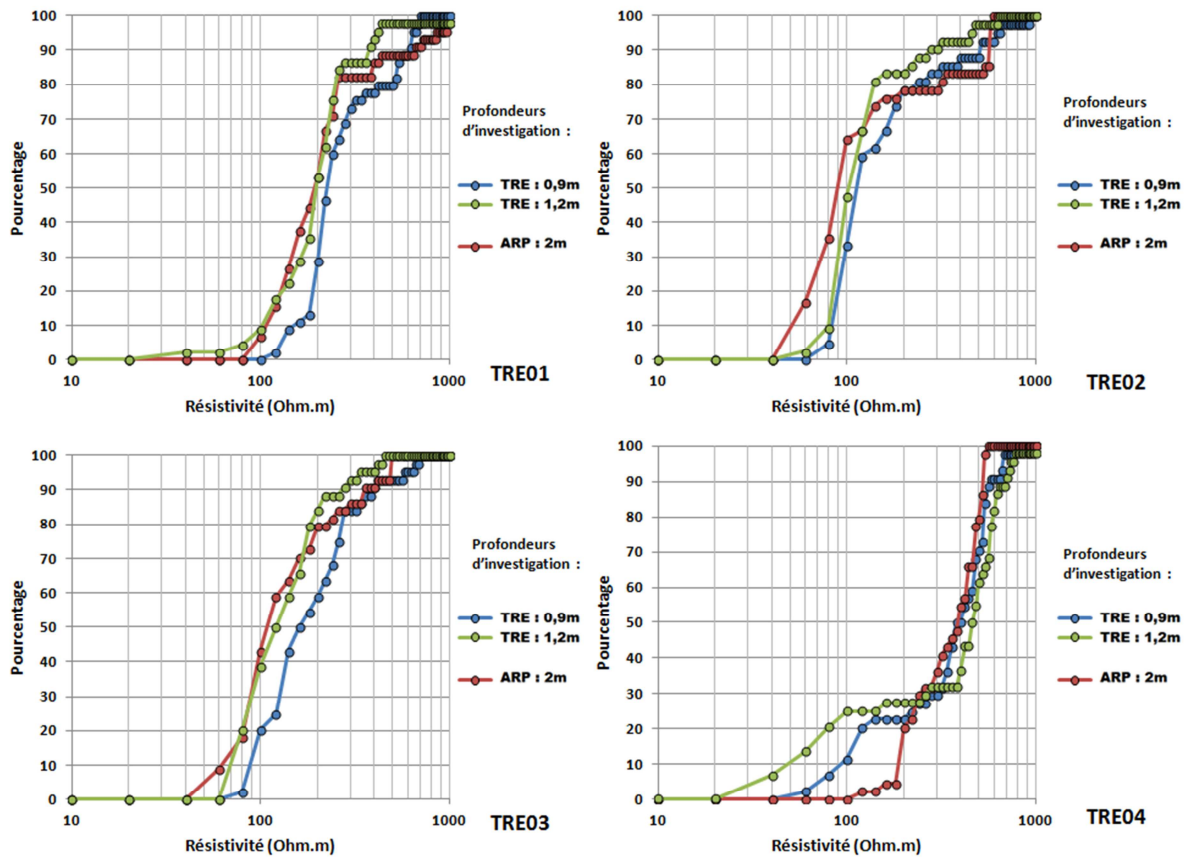 100
90
80
70
60
50
40
30
20
10
0
Pourcentage
10
100
1000
Résistivité (Ohm.m)
Profondeurs
d'investigation :
TRE : 0,9m
TRE : 1,2m
ARP : 2m
TRE01
100
90
80
70
60
50
40
30
20
10
0
Pourcentage
10
100
1000
Résistivité (Ohm.m)
Profondeurs
d'investigation :
TRE : 0,9m
TRE : 1,2m
ARP : 2m
TRE02
100
90
80
70
60
50
40
30
20
10
0
Pourcentage
10
100
1000
Résistivité (Ohm.m)
Profondeurs
d'investigation :
TRE : 0,9m
TRE : 1,2m
ARP : 2m
TRE03
100
90
80
70
60
50
40
30
20
10
0
Pourcentage
10
100
1000
Résistivité (Ohm.m)
Profondeurs
d'investigation :
TRE : 0,9m
TRE : 1,2m
ARP : 2m
TRE04